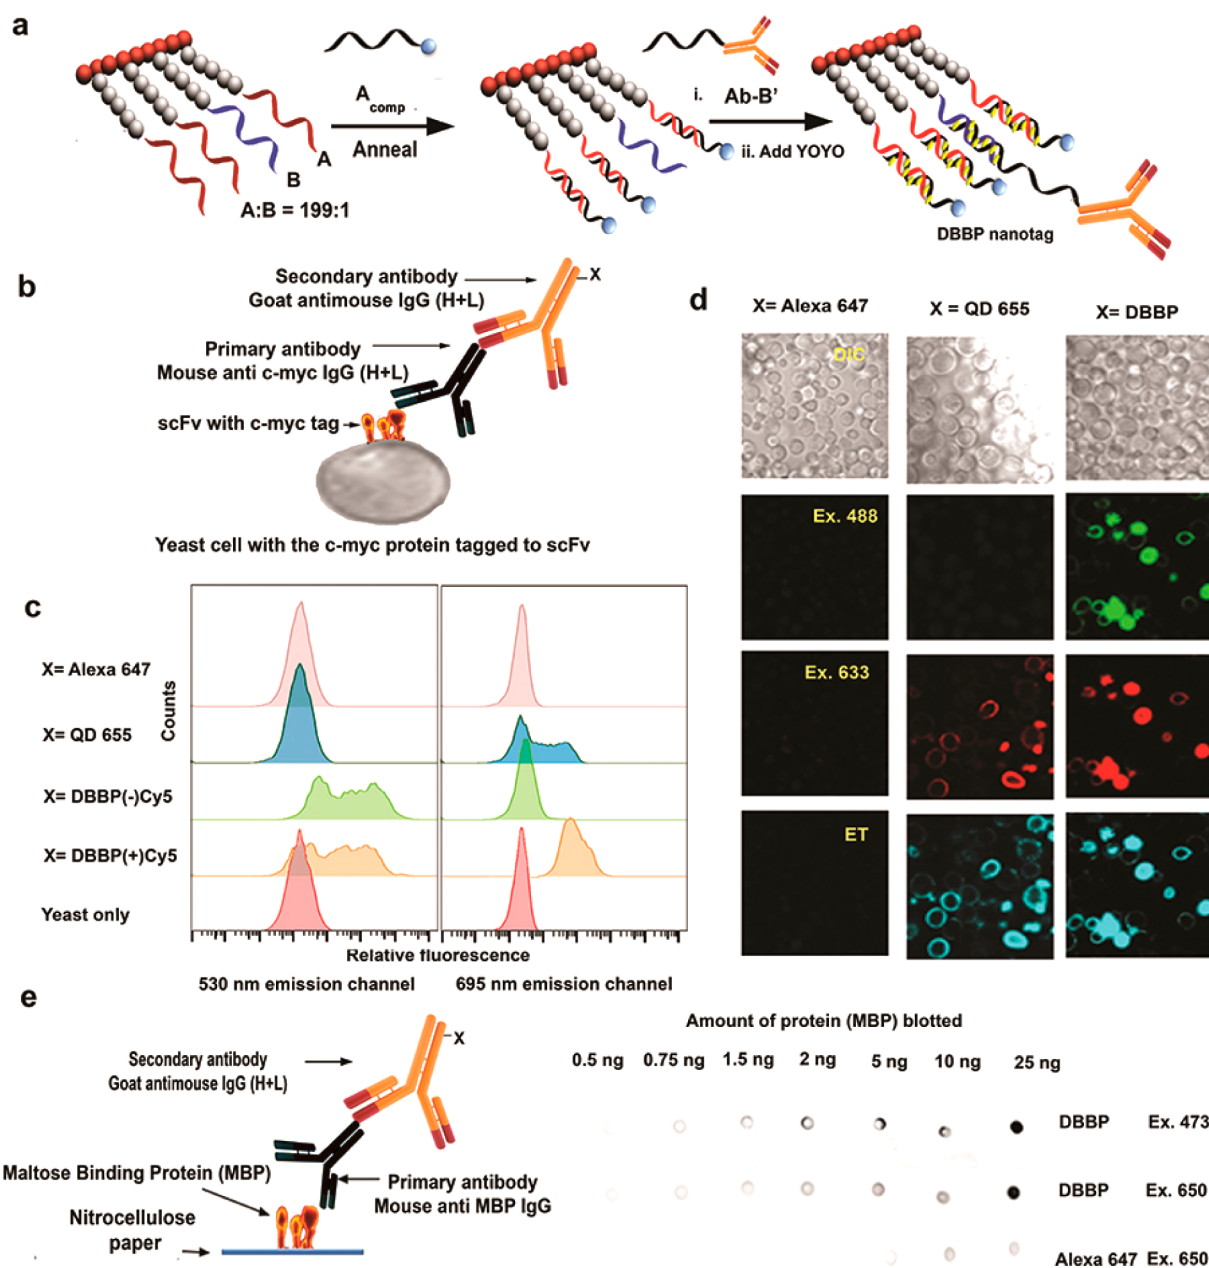 a
A comp
Anneal
A
B
A:B = 199:1
i. Ab-B'
ii. Add YOYO
DBBP nanotag
b
Secondary antibody
Goat antimouse IgG (H+L)
X
Primary antibody
Mouse anti c-myc IgG (H+L)
scFv with c-myc tag
Yeast cell with the c-myc protein tagged to scFv
c
X= Alexa 647
X= QD 655
X= DBBP(-)Cy5
X= DBBP(+)Cy5
Yeast only
Counts
Relative fluorescence
530 nm emission channel
695 nm emission channel
d
X= Alexa 647
X = QD 655
X= DBBP
DIC
Ex. 488
Ex. 633
ET
e
Secondary antibody
Goat antimouse IgG (H+L)
X
Maltose Binding Protein (MBP)
Primary antibody
Mouse anti MBP IgG
Nitrocellulose
paper
Amount of protein (MBP) blotted
0.5 ng 0.75 ng 1.5 ng 2 ng 5 ng 10 ng 25 ng
DBBP Ex. 473
DBBP Ex. 650
Alexa 647 Ex. 650